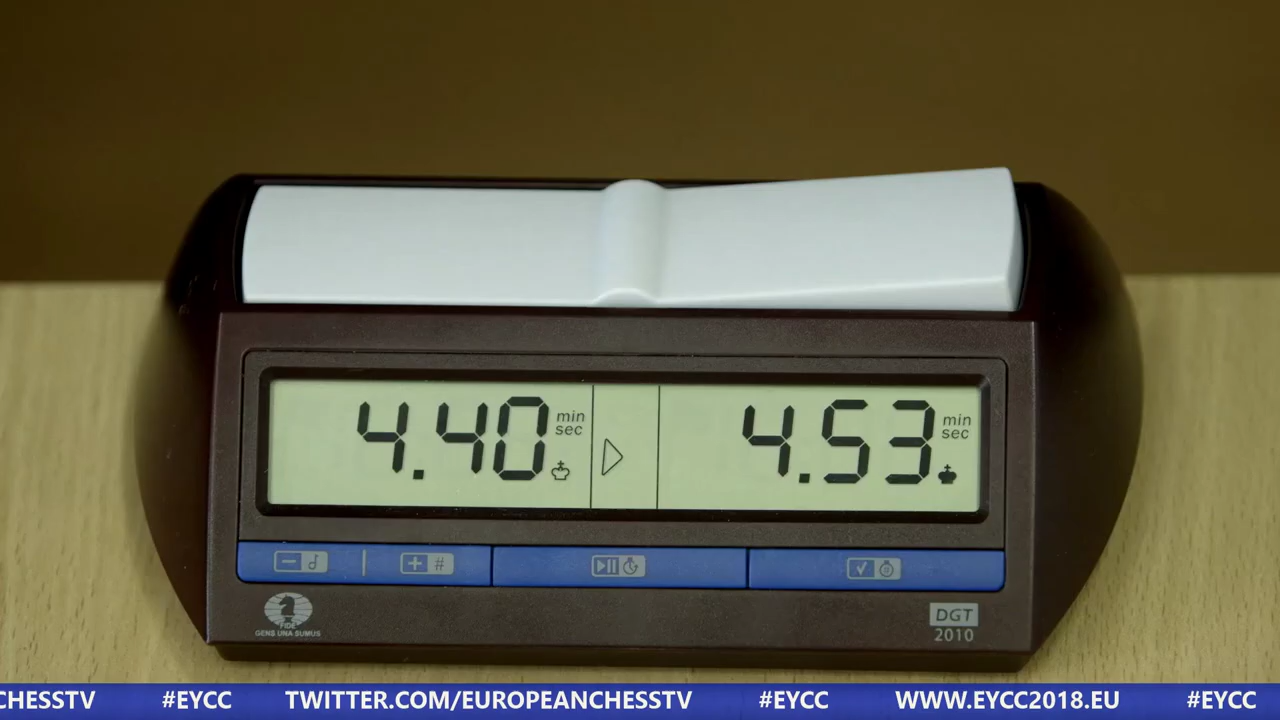 4.40 min sec
4.53 min sec
FIDE
GENS UNA SUMUS
DGT
2010
CHESSTV #EYCC TWITTER.COM/EUROPEANCHESSTV #EYCC WWW.EYCC2018.EU #EYCC